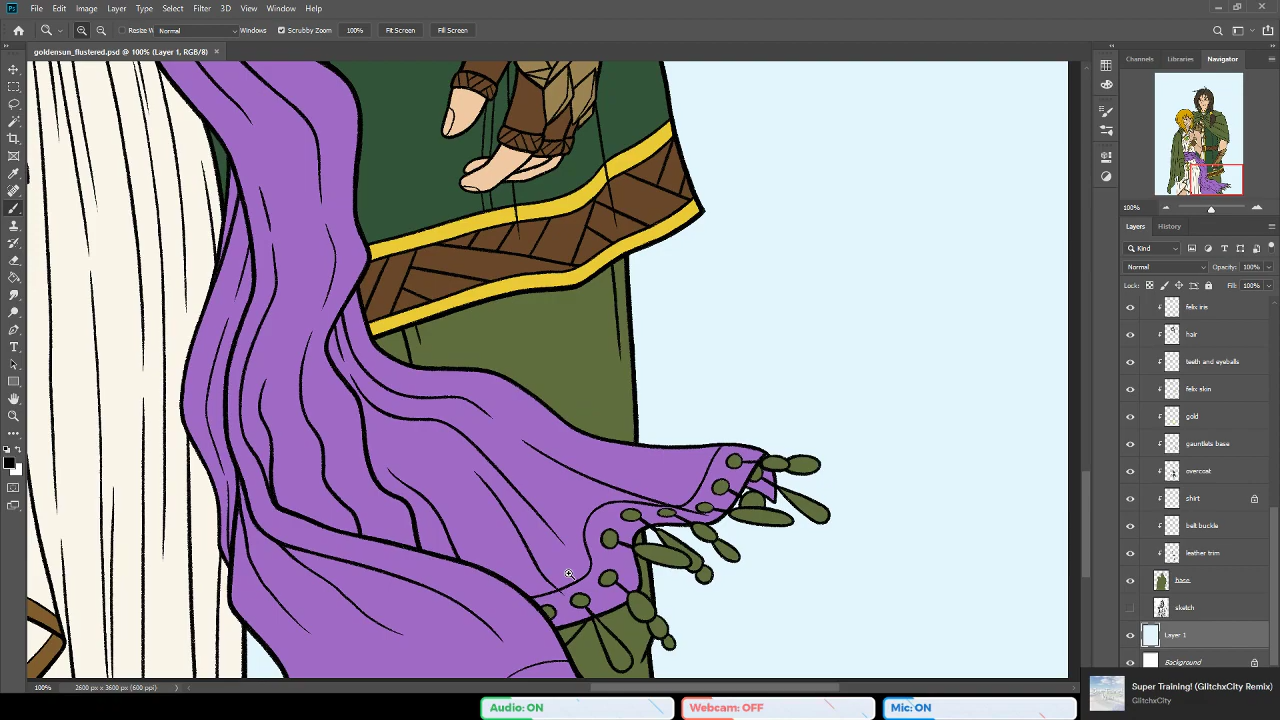 Ps File Edit Image Layer Type Select Filter 3D View Window Help
Resize Windows Normal Scrubby Zoom 100% Fit Screen Fill Screen
goldensun_flustered.psd @ 100% (Layer 1, RGB/8)
Channels Libraries Navigator
100%
Layers History
Kind
Normal Opacity: 100%
Lock: Fill: 100%
felix iris
hair
teeth and eyeballs
felix skin
gold
gauntlets base
overcoat
shirt
belt buckle
leather trim
base
sketch
Layer 1
Background
100% 2600 px x 3600 px (600 ppi)
Super Training! (GlitchxCity Remix)
GlitchxCity
Audio: ON Webcam: OFF Mic: ON